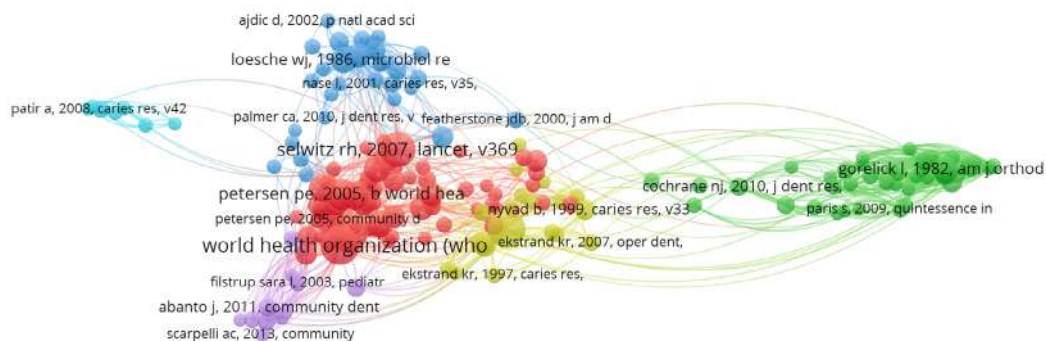 ajdic d, 2002, p natl acad sci
loesche wj, 1986, microbiol re
nase l, 2001, caries res, v35,
patir a, 2008, caries res, v42
palmer ca, 2010, j dent res, v
featherstone jdb, 2000, j am d
selwitz rh, 2007, lancet, v369
gorelick l, 1982, am j orthod
cochrane nj, 2010, j dent res,
petersen pe, 2005, b world hea
nyvad b, 1999, caries res, v33
paris s, 2009, quintessence in
petersen pe, 2005, community d
world health organization (who
ekstrand kr, 2007, oper dent,
ekstrand kr, 1997, caries res,
filstrup sara l, 2003, pediatr
abanto j, 2011, community dent
scarpelli ac, 2013, community